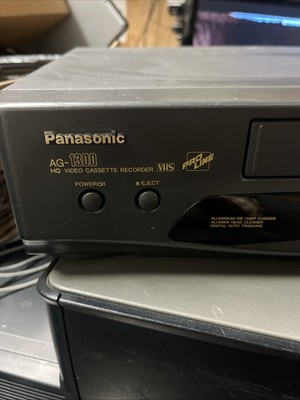 Panasonic
AG-1300
HQ VIDEO CASSETTE RECORDER VHS PRO LINE
POWER/
EJECT
ALUMINIUM DIE-CAST CHASSIS
ALUMINA HEAD CLEANER
DIGITAL AUTO TRACKING